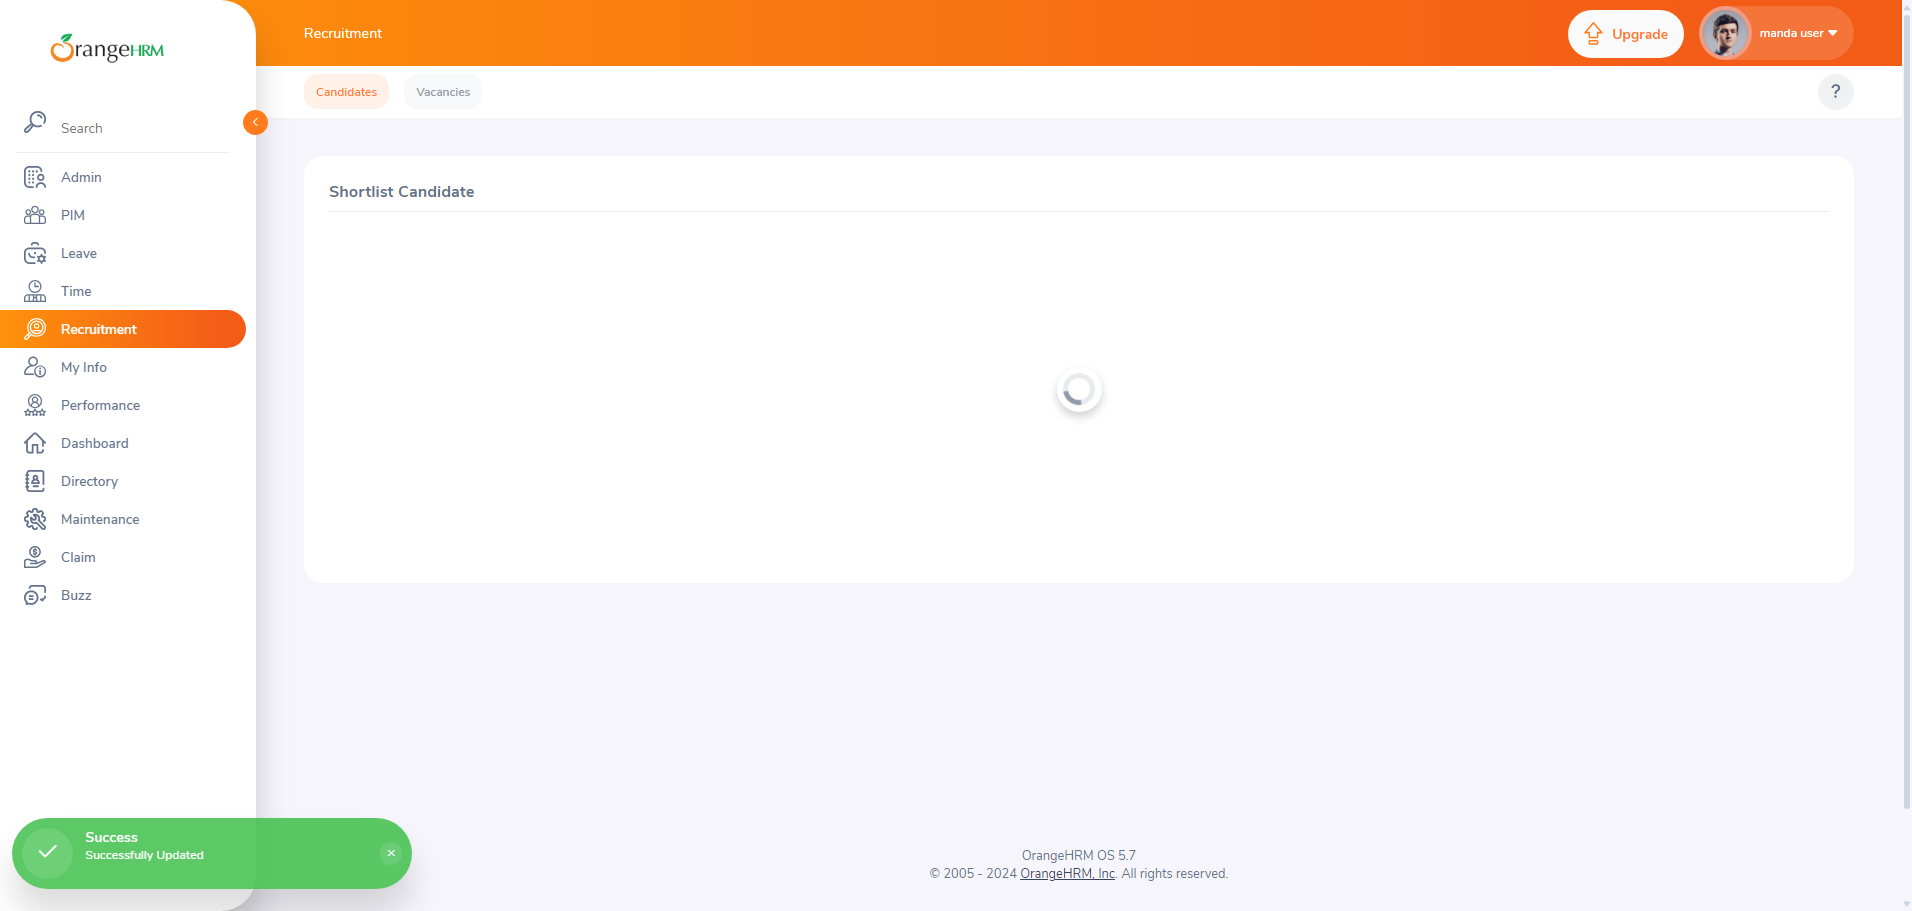 OrangeHRM
Search
Admin
PIM
Leave
Time
Recruitment
My Info
Performance
Dashboard
Directory
Maintenance
Claim
Buzz
Recruitment
Upgrade
manda user
Candidates
Vacancies
?
Shortlist Candidate
Success
Successfully Updated
OrangeHRM OS 5.7
© 2005 - 2024 OrangeHRM, Inc. All rights reserved.